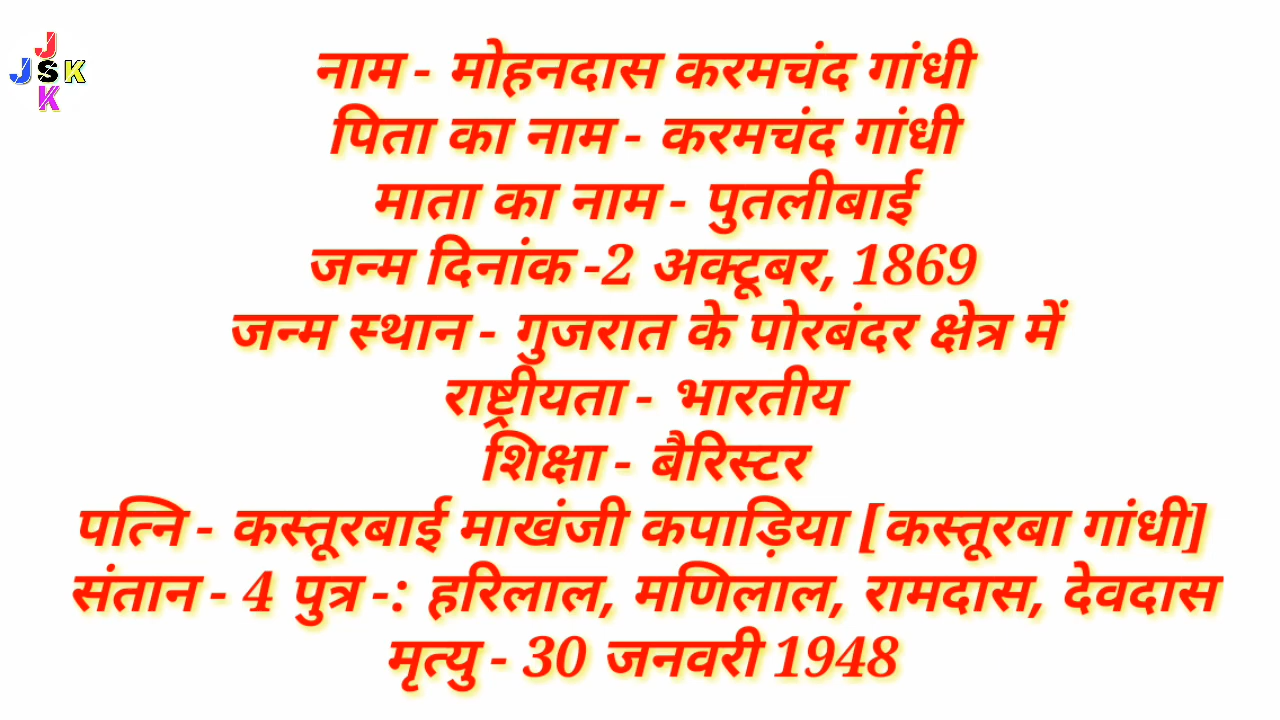 J
J S K
K
नाम - मोहनदास करमचंद गांधी
पिता का नाम - करमचंद गांधी
माता का नाम - पुतलीबाई
जन्म दिनांक -2 अक्टूबर, 1869
जन्म स्थान - गुजरात के पोरबंदर क्षेत्र में
राष्ट्रीयता - भारतीय
शिक्षा - बैरिस्टर
पत्नि - कस्तूरबाई माखंजी कपाड़िया [कस्तूरबा गांधी]
संतान - 4 पुत्र -: हरिलाल, मणिलाल, रामदास, देवदास
मृत्यु - 30 जनवरी 1948